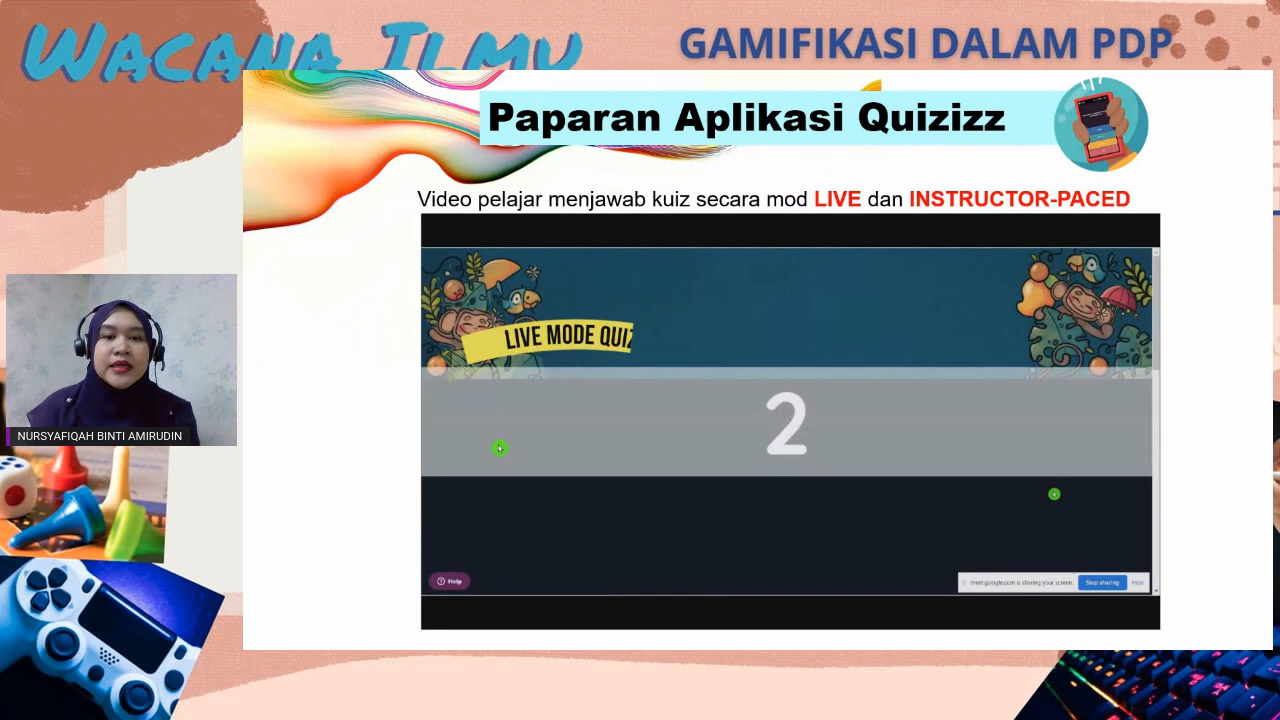 Wacana Ilmu
GAMIFIKASI DALAM PDP
Paparan Aplikasi Quizizz
Video pelajar menjawab kuiz secara mod LIVE dan INSTRUCTOR-PACED
LIVE MODE QUIZ
2
NURSYAFIQAH BINTI AMIRUDIN
Help
meet.google.com is sharing your screen.
Stop sharing
Hide